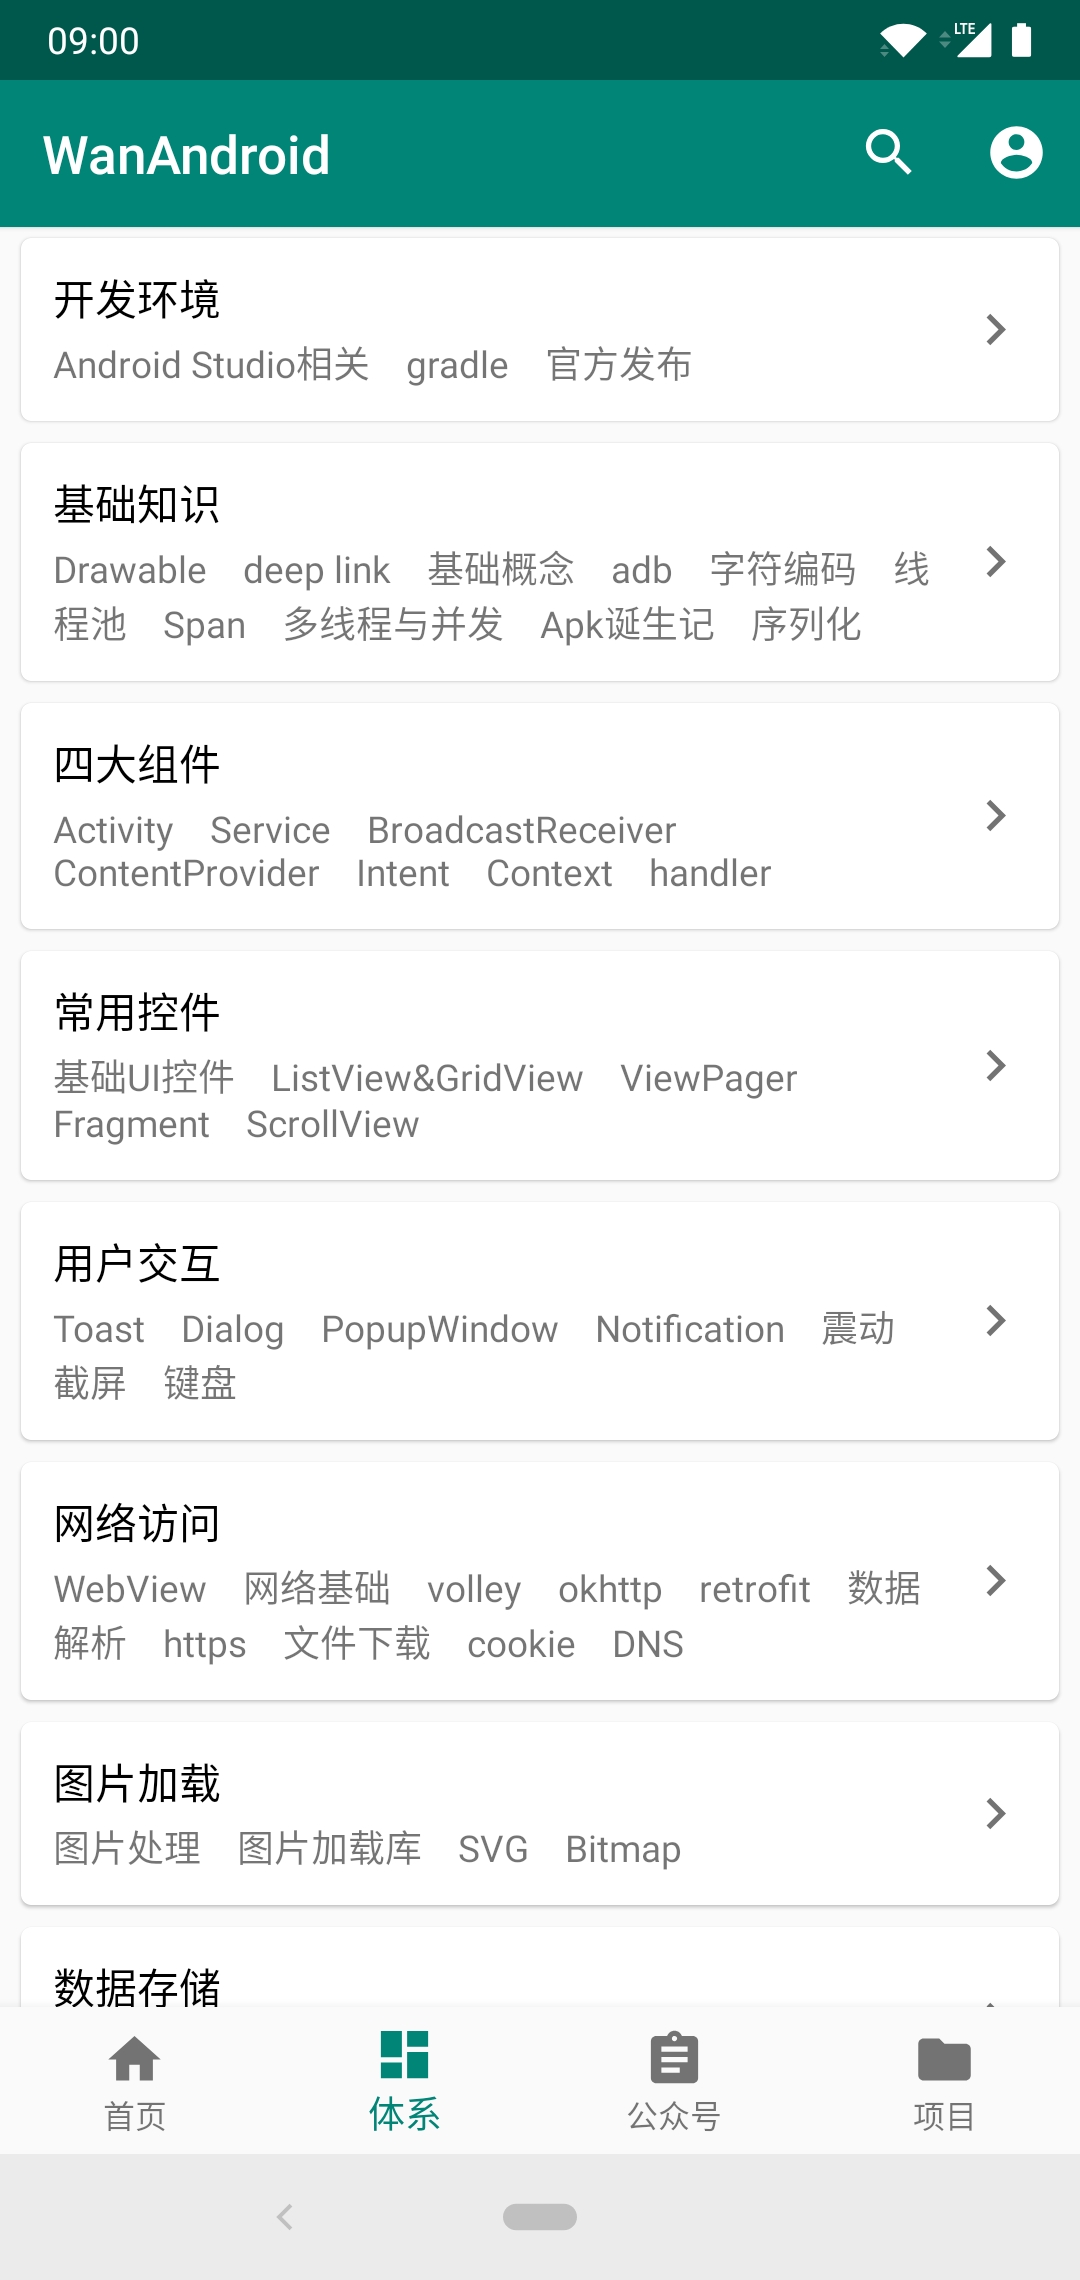 09:00
LTE
WanAndroid
开发环境
Android Studio相关 gradle 官方发布
基础知识
Drawable deep link 基础概念 adb 字符编码 线
程池 Span 多线程与并发 Apk诞生记 序列化
四大组件
Activity Service BroadcastReceiver
ContentProvider Intent Context handler
常用控件
基础UI控件 ListView&GridView ViewPager
Fragment ScrollView
用户交互
Toast Dialog PopupWindow Notification 震动
截屏 键盘
网络访问
WebView 网络基础 volley okhttp retrofit 数据
解析 https 文件下载 cookie DNS
图片加载
图片处理 图片加载库 SVG Bitmap
数据存储
首页 体系 公众号 项目